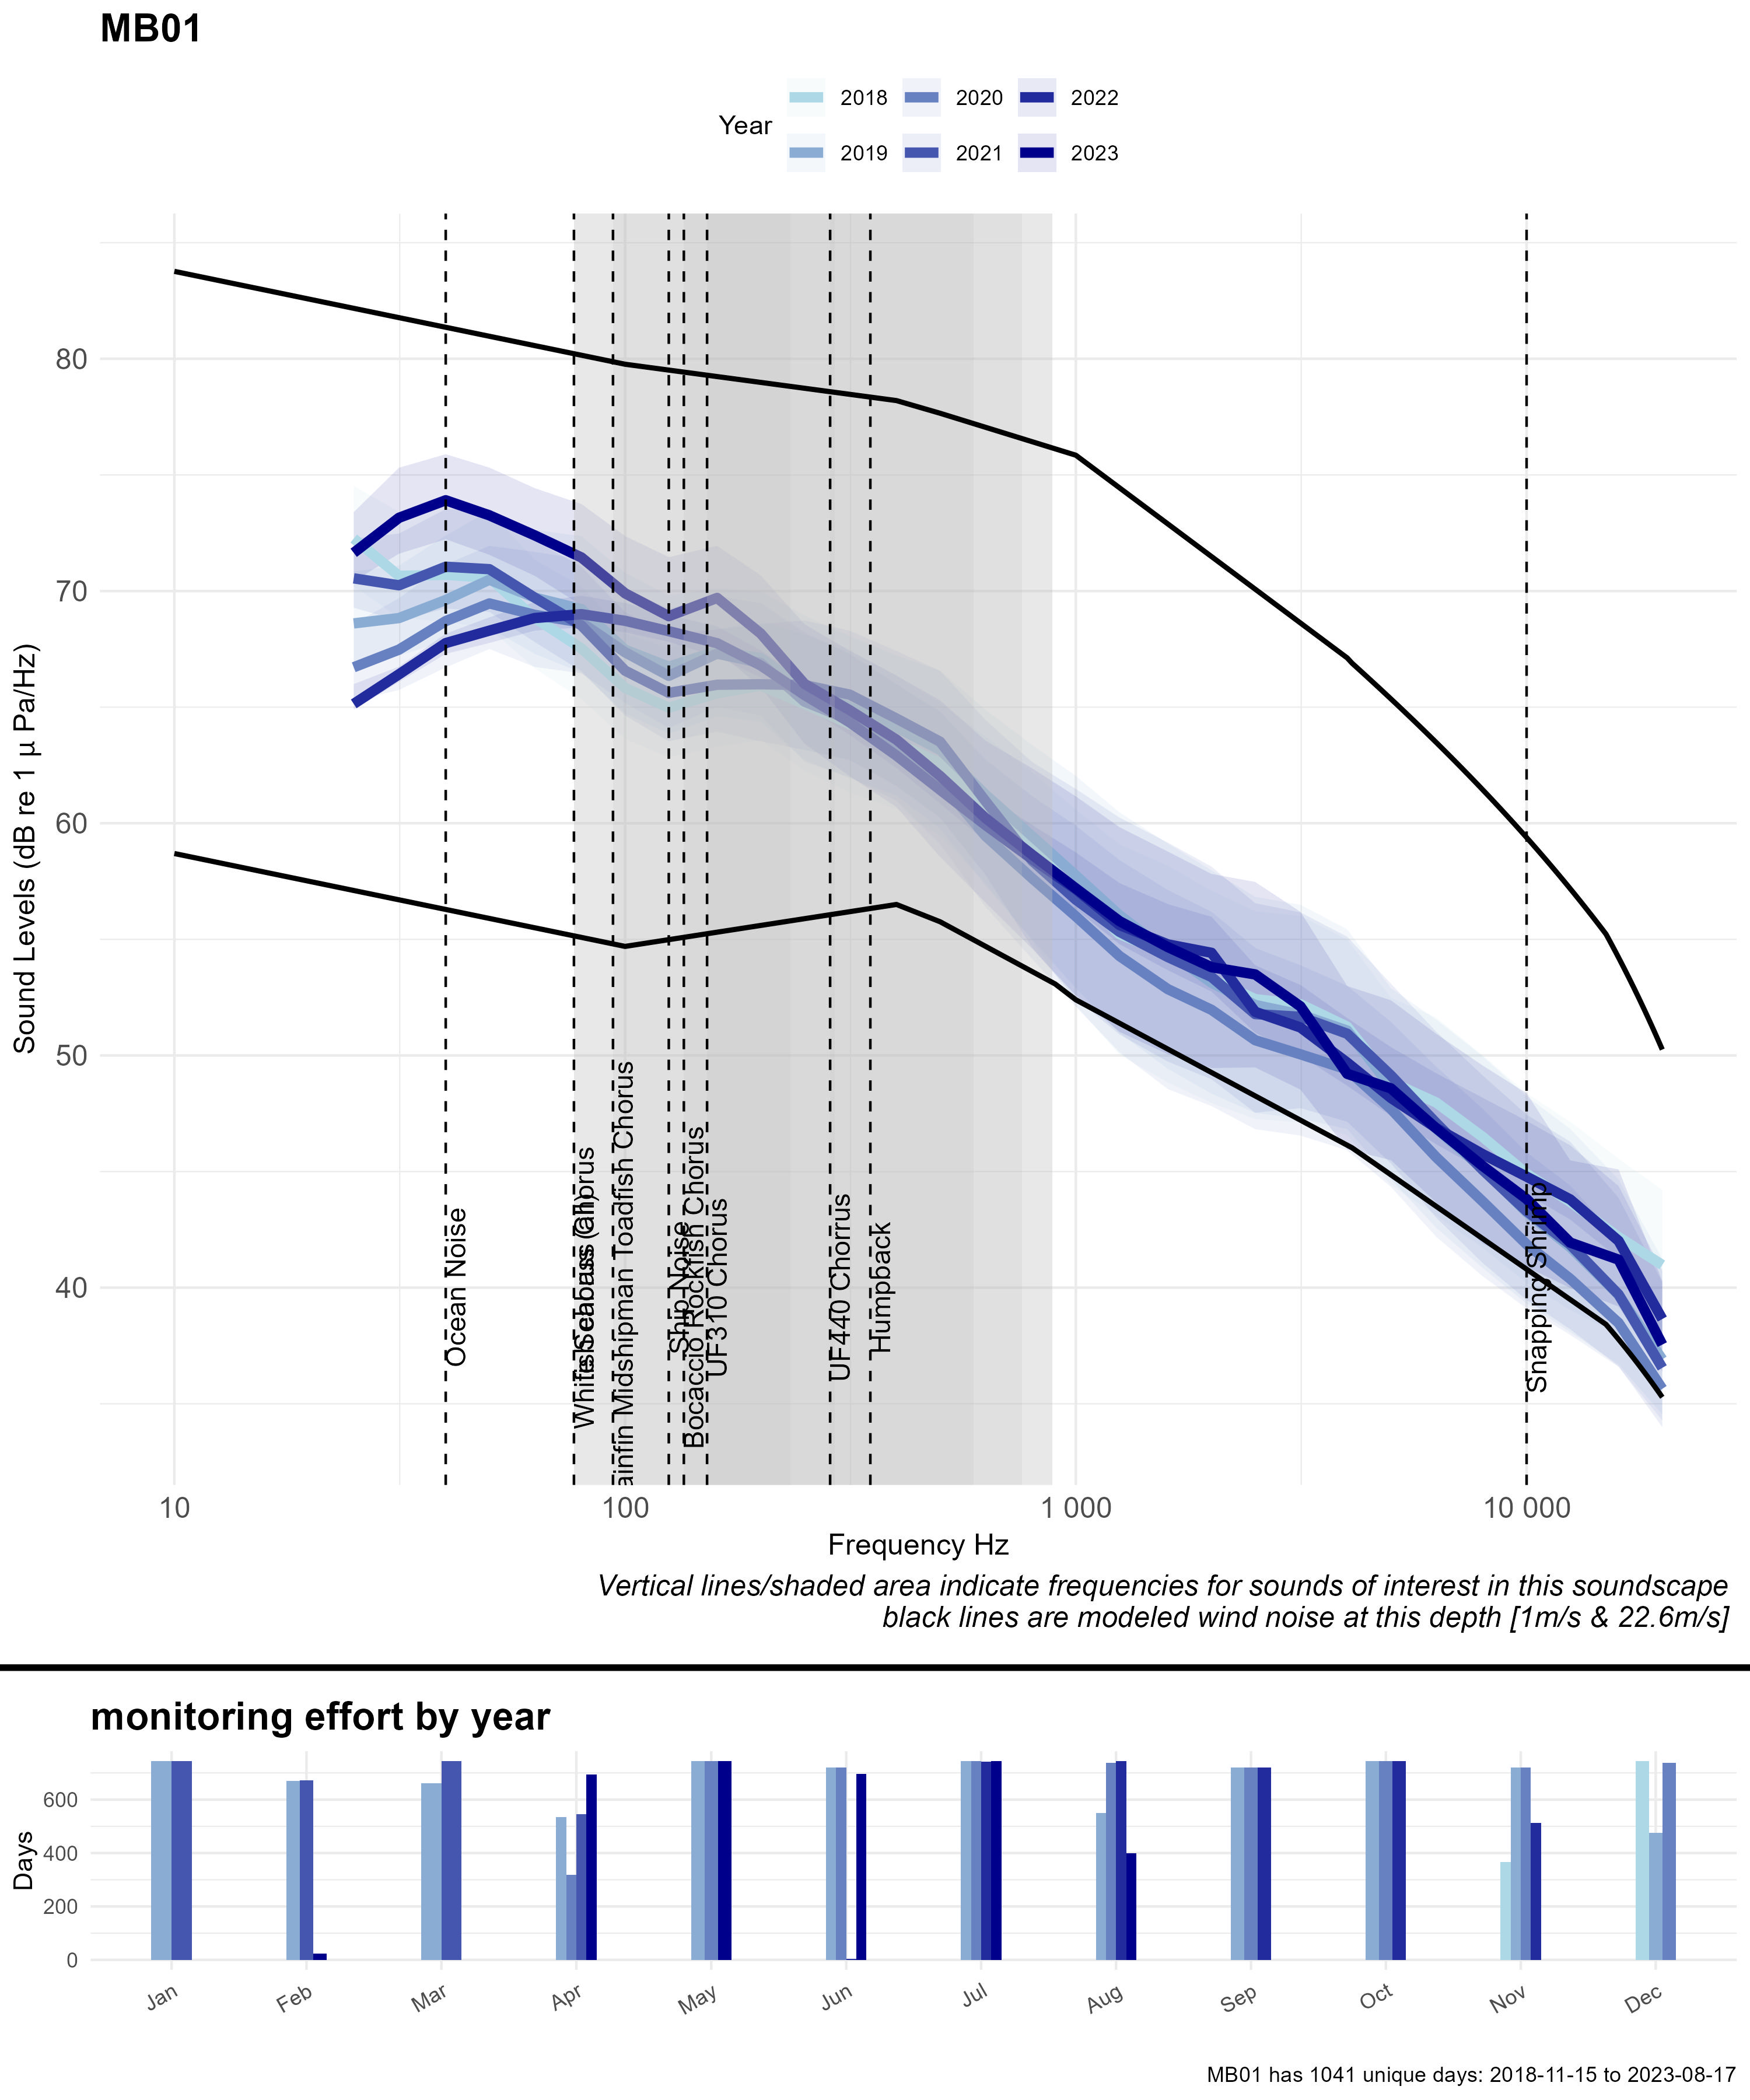 MB01
Year
2018
2020
2022
2019
2021
2023
Sound Levels (dB re 1 µ Pa/Hz)
80
70
60
50
40
Ocean Noise
ainfin Midshipman Toadfish Chorus
Ship Noise
Bocaccio Rockfish Chorus
UF310 Chorus
UF440 Chorrus
Humpback
Snapping Shrimp
10
100
1 000
10 000
Frequency Hz
Vertical lines/shaded area indicate frequencies for sounds of interest in this soundscape
black lines are modeled wind noise at this depth [1m/s & 22.6m/s]
monitoring effort by year
Days
600
400
200
0
Jan
Feb
Mar
Apr
May
Jun
Jul
Aug
Sep
Oct
Nov
Dec
MB01 has 1041 unique days: 2018-11-15 to 2023-08-17